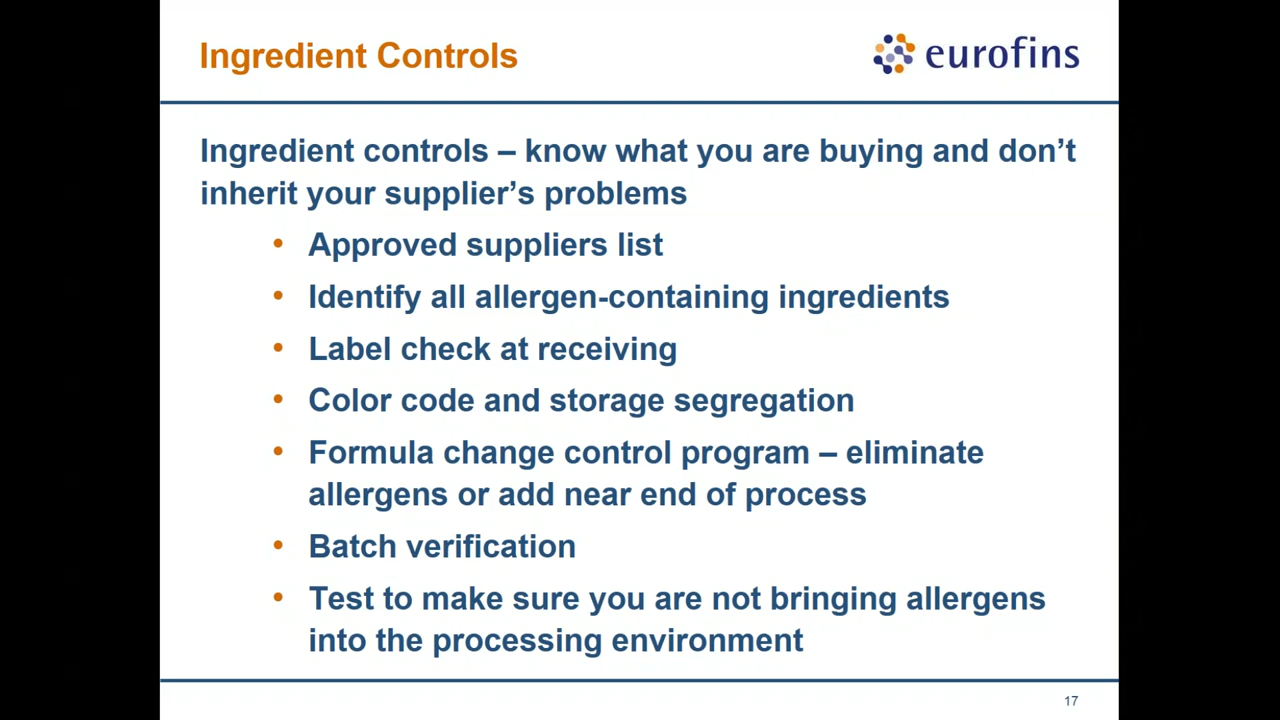 Ingredient Controls
eurofins
Ingredient controls – know what you are buying and don’t
inherit your supplier’s problems
• Approved suppliers list
• Identify all allergen-containing ingredients
• Label check at receiving
• Color code and storage segregation
• Formula change control program – eliminate
allergens or add near end of process
• Batch verification
• Test to make sure you are not bringing allergens
into the processing environment
17